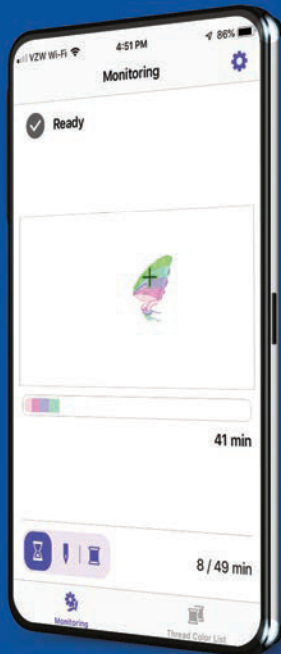 VZW Wi-Fi 4:51 PM 86%
Monitoring
Ready
41 min
8 / 49 min
Monitoring
Thread Color List